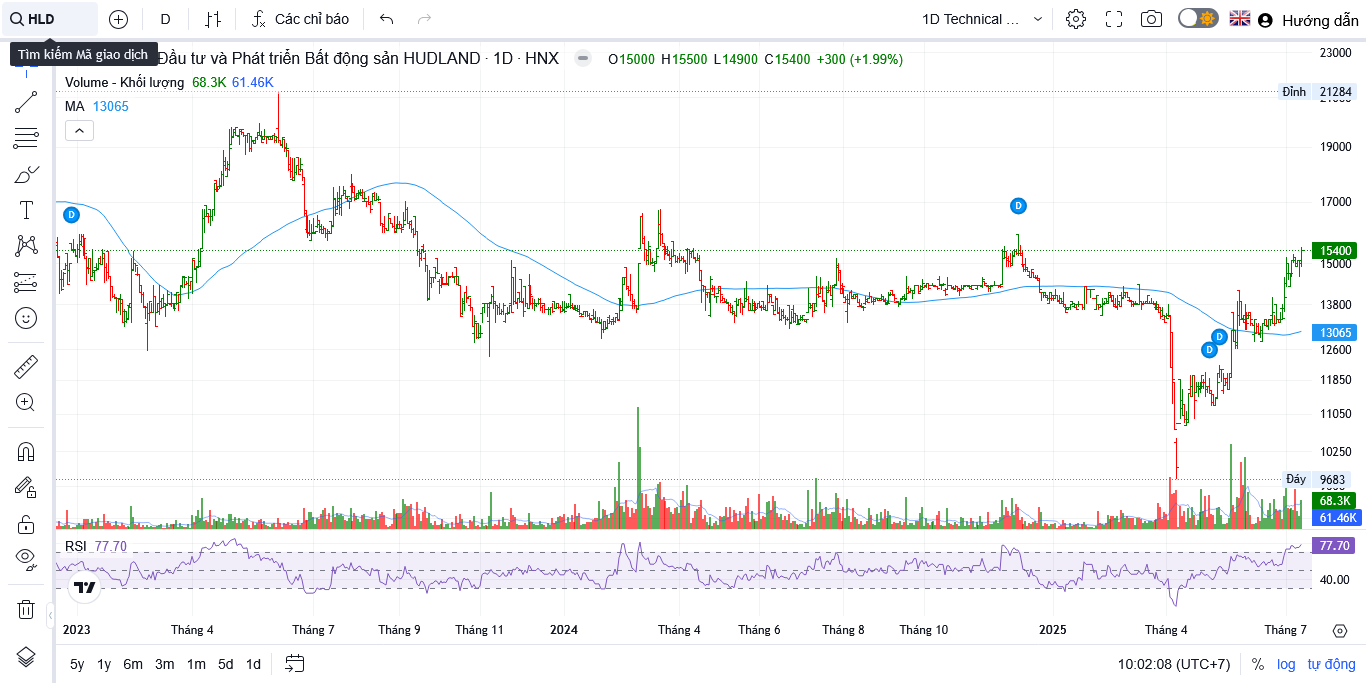 HLD D Các chỉ báo 1D Technical ... Hướng dẫn
Tìm kiếm Mã giao dịch
Đầu tư và Phát triển Bất động sản HUDLAND · 1D · HNX O15000 H15500 L14900 C15400 +300 (+1.99%)
Volume - Khối lượng 68.3K 61.46K
MA 13065
23000
Đỉnh 21284
19000
17000
15400
15000
13800
13065
12600
11850
11050
10250
Đáy 9683
68.3K
61.46K
D
D
D
D
RSI 77.70
77.70
40.00
2023 Tháng 4 Tháng 7 Tháng 9 Tháng 11 2024 Tháng 4 Tháng 6 Tháng 8 Tháng 10 2025 Tháng 4 Tháng 7
5y 1y 6m 3m 1m 5d 1d 10:02:08 (UTC+7) % log tự động